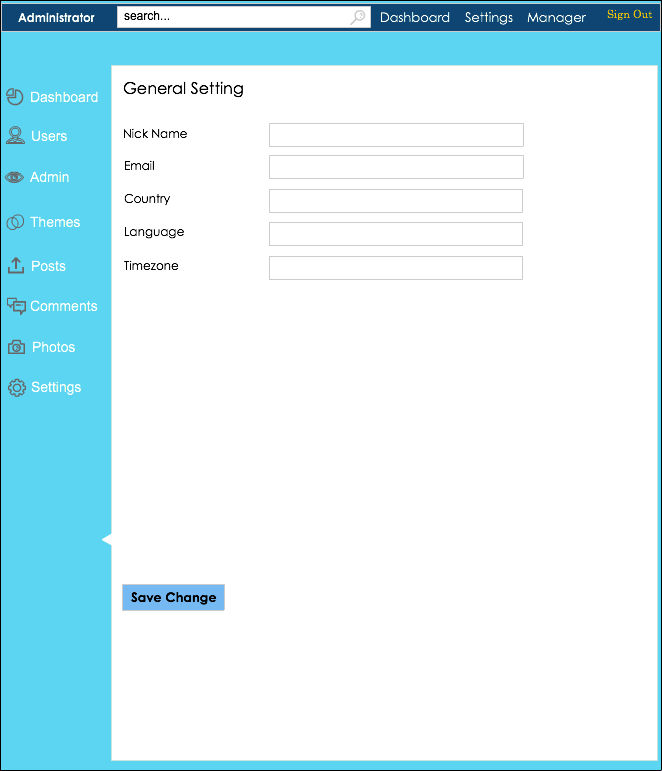 Administrator
search...
Dashboard
Settings
Manager
Sign Out
Dashboard
Users
Admin
Themes
Posts
Comments
Photos
Settings
General Setting
Nick Name
Email
Country
Language
Timezone
Save Change